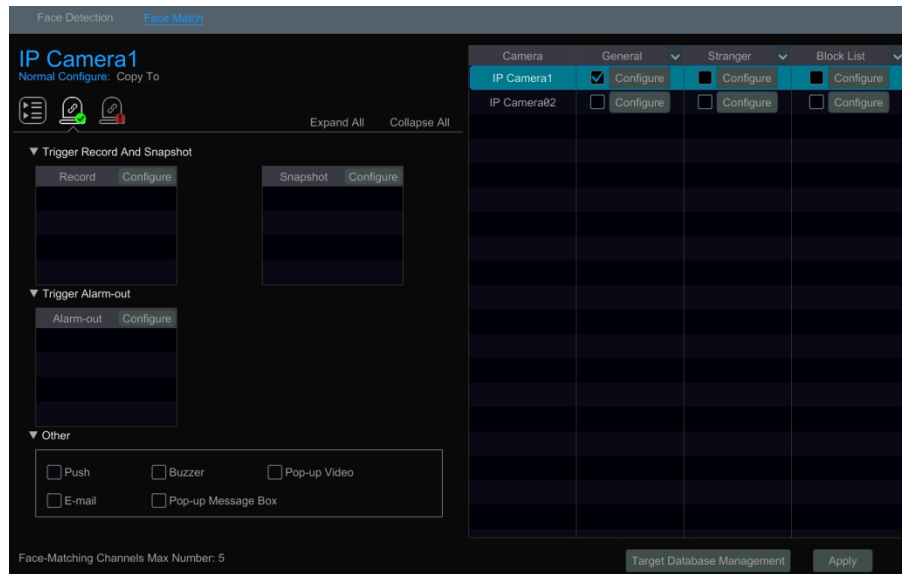 Face Detection Face Match
IP Camera1
Normal Configure: Copy To
Expand All Collapse All
Trigger Record And Snapshot
Record Configure Snapshot Configure
Trigger Alarm-out
Alarm-out Configure
Other
Push Buzzer Pop-up Video
E-mail Pop-up Message Box
Face-Matching Channels Max Number: 5
Camera General Stranger Block List
IP Camera1 Configure Configure Configure
IP Camera02 Configure Configure Configure
Target Database Management Apply